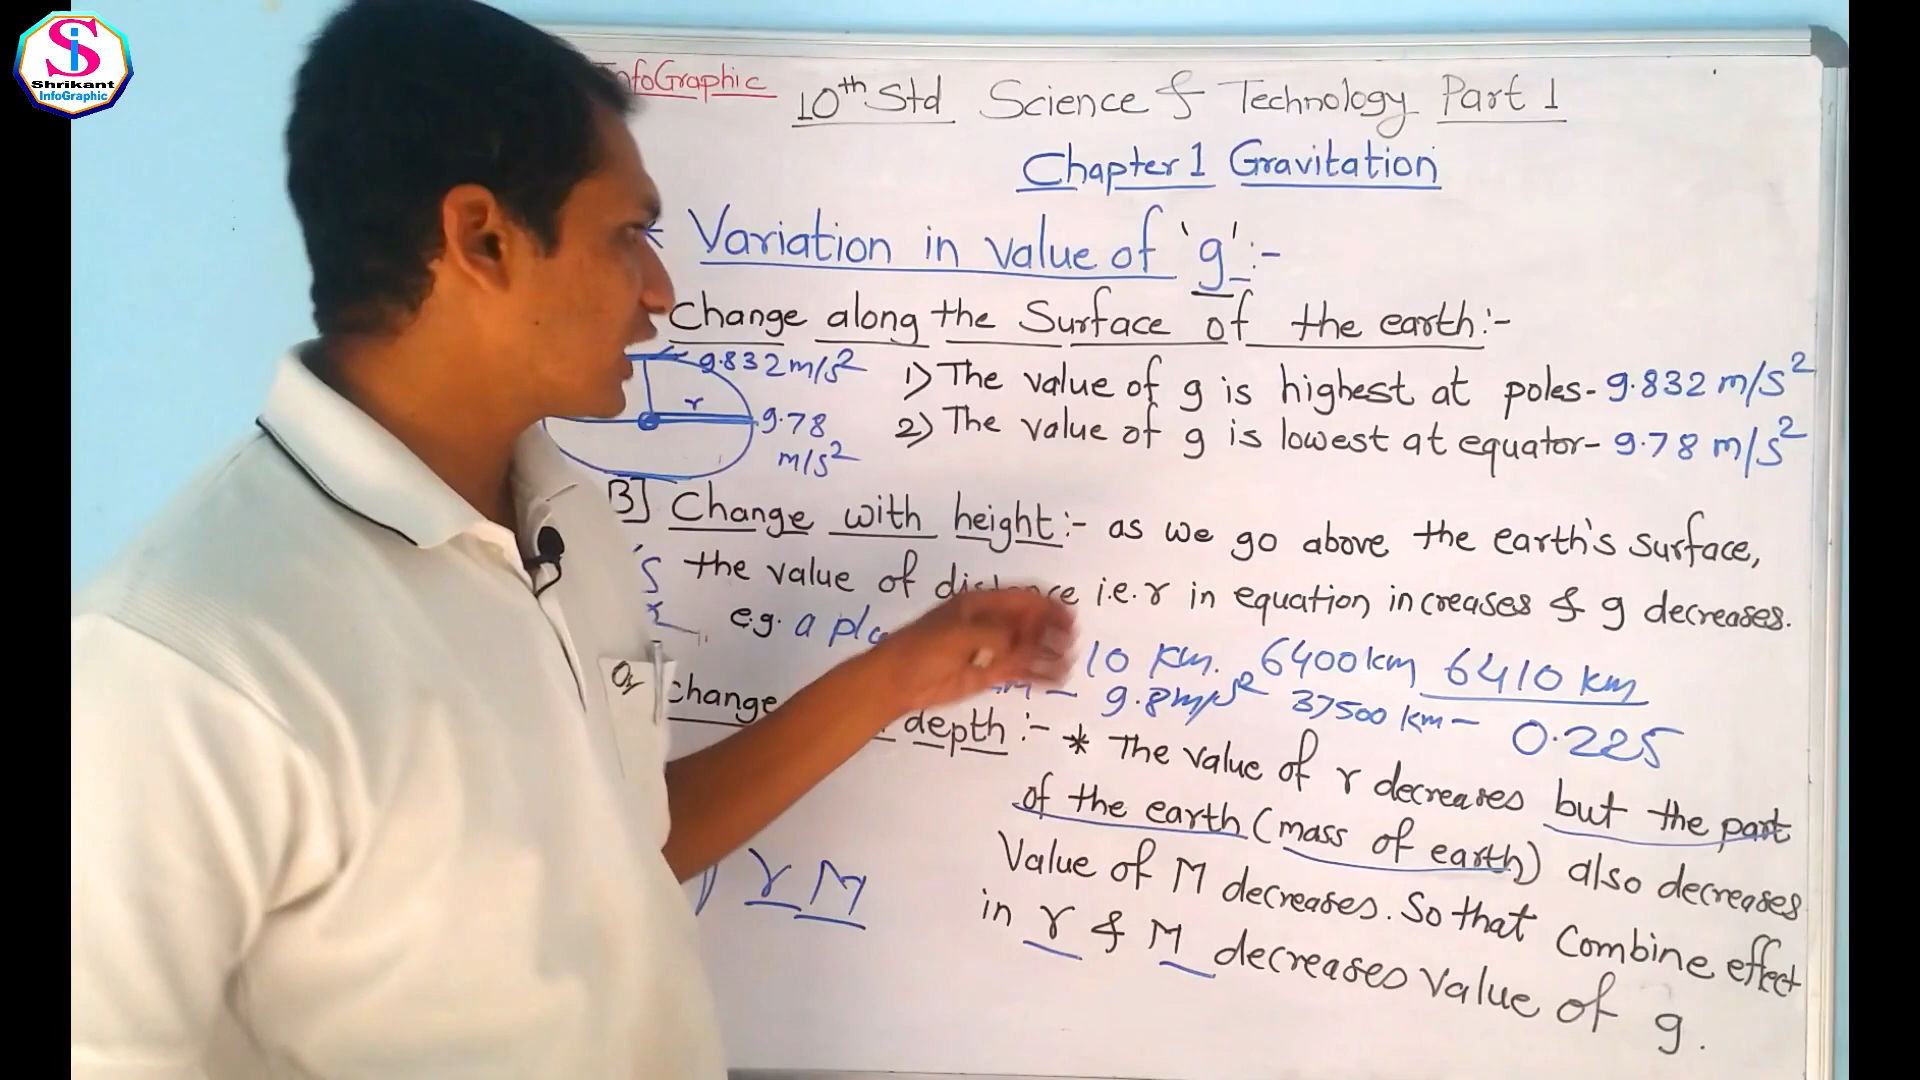 Si
Shrikant
InfoGraphic
InfoGraphic
10th Std Science & Technology Part 1
Chapter 1 Gravitation
* Variation in value of 'g':-
Change along the Surface of the earth:-
9.832 m/s²
r
9.78
m/s²
1) The value of g is highest at poles- 9.832 m/s²
2) The value of g is lowest at equator- 9.78 m/s²
B] Change with height:- as we go above the earth's surface,
the value of distance i.e. r in equation increases & g decreases.
e.g. a 10 km. 6400km 6410 km
9.8m/s² 37500 km- 0.225
change depth:- * The value of r decreases but the part
of the earth (mass of earth) also decreases
Value of M decreases. So that Combine effect
in r & M decreases value of g.
r M